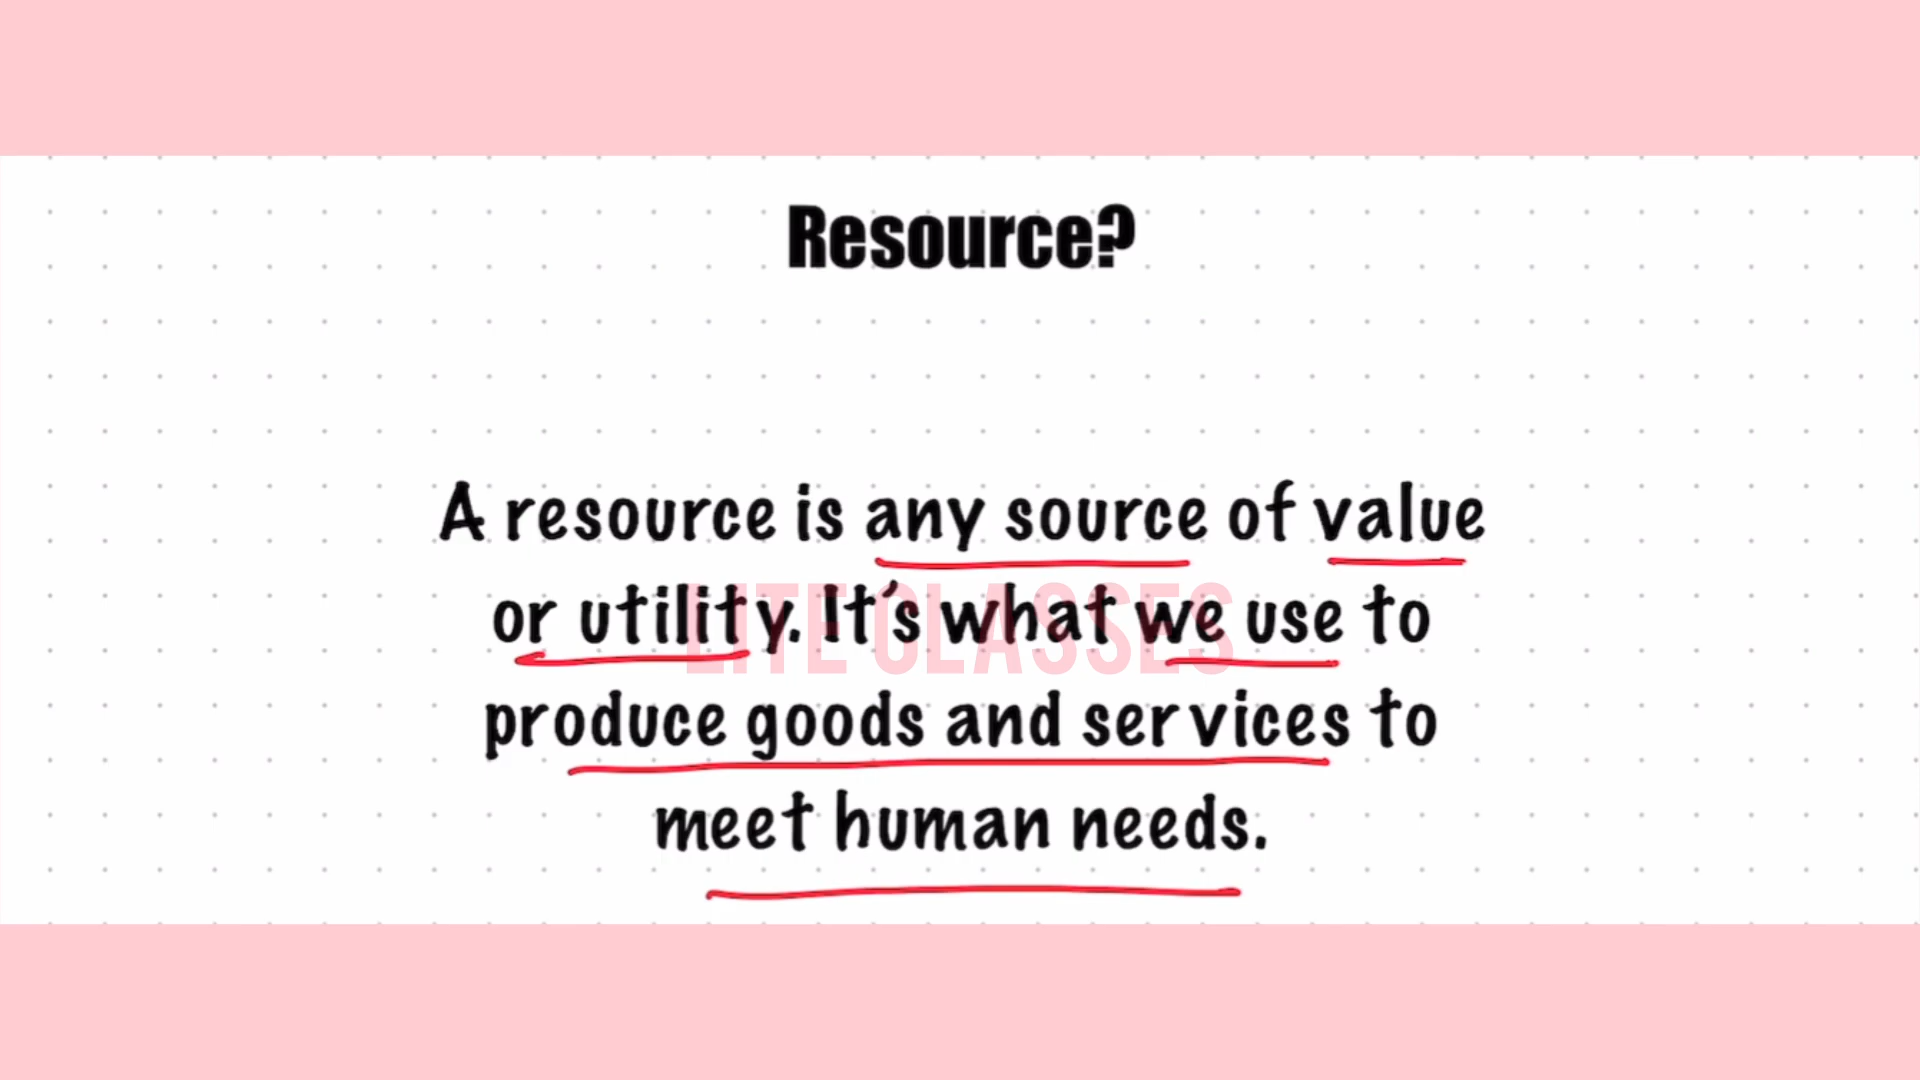 Resource?
A resource is any source of value
or utility. It's what we use to
produce goods and services to
meet human needs.
LITE CLASSES